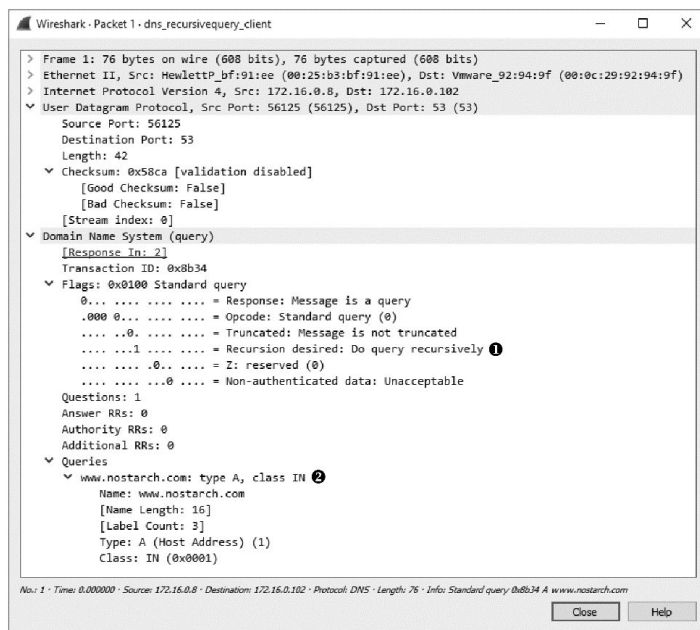 Wireshark · Packet 1 · dns_recursivequery_client
Frame 1: 76 bytes on wire (608 bits), 76 bytes captured (608 bits)
Ethernet II, Src: HewlettP_bf:91:ee (00:25:b3:bf:91:ee), Dst: Vmware_92:94:9f (00:0c:29:92:94:9f)
Internet Protocol Version 4, Src: 172.16.0.8, Dst: 172.16.0.102
User Datagram Protocol, Src Port: 56125 (56125), Dst Port: 53 (53)
Source Port: 56125
Destination Port: 53
Length: 42
Checksum: 0x58ca [validation disabled]
[Good Checksum: False]
[Bad Checksum: False]
[Stream index: 0]
Domain Name System (query)
[Response In: 2]
Transaction ID: 0x8b34
Flags: 0x0100 Standard query
0... .... .... .... = Response: Message is a query
.000 0... .... .... = Opcode: Standard query (0)
.... ..0. .... .... = Truncated: Message is not truncated
.... ...1 .... .... = Recursion desired: Do query recursively ❶
.... .... .0.. .... = Z: reserved (0)
.... .... ...0 .... = Non-authenticated data: Unacceptable
Questions: 1
Answer RRs: 0
Authority RRs: 0
Additional RRs: 0
Queries
www.nostarch.com: type A, class IN ❷
Name: www.nostarch.com
[Name Length: 16]
[Label Count: 3]
Type: A (Host Address) (1)
Class: IN (0x0001)
No.: 1 · Time: 0.000000 · Source: 172.16.0.8 · Destination: 172.16.0.102 · Protocol: DNS · Length: 76 · Info: Standard query 0x8b34 A www.nostarch.com
Close Help